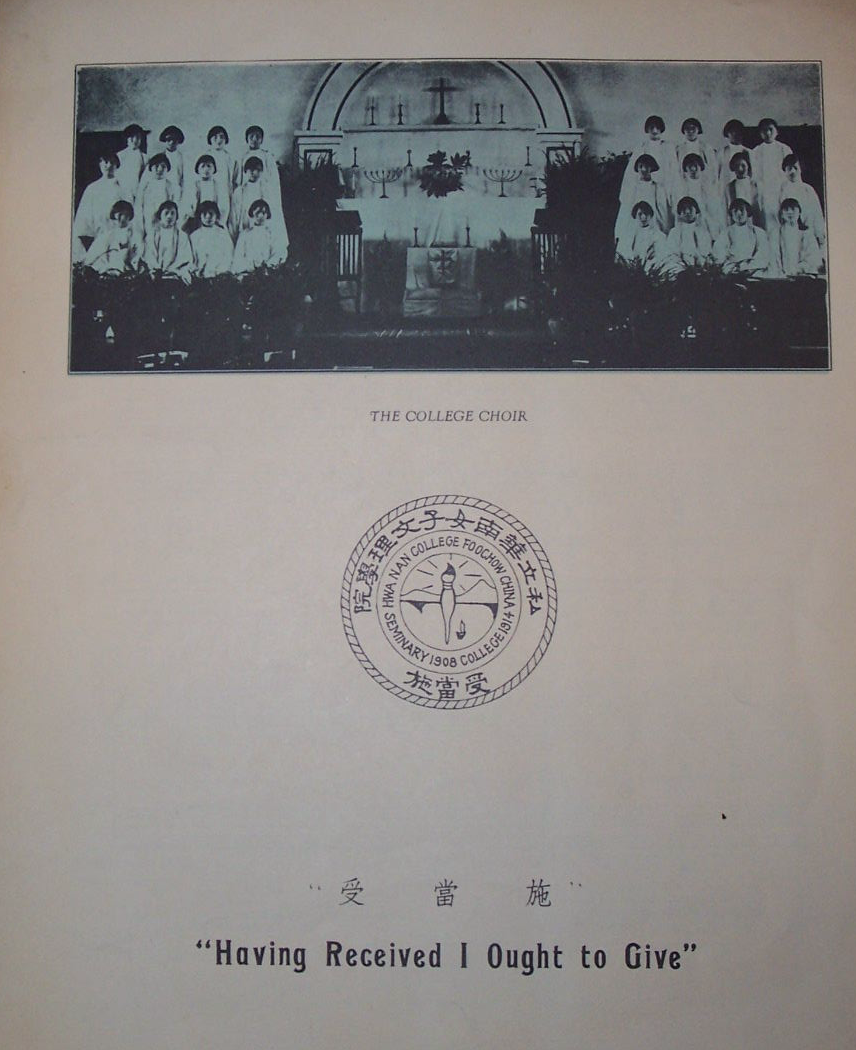 THE COLLEGE CHOIR
私立華南女子文理學院
HWA NAN COLLEGE FOOCHOW CHINA
SEMINARY 1908 COLLEGE 1914
受當施
"受 當 施"
"Having Received I Ought to Give"